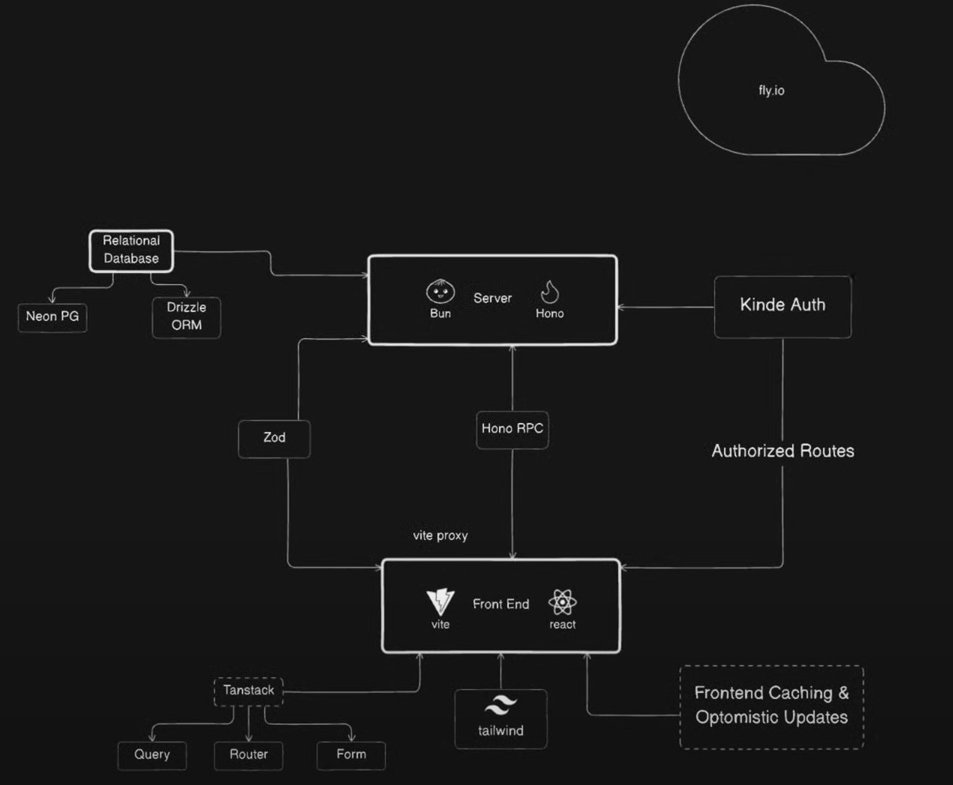 fly.io
Relational
Database
Neon PG
Drizzle
ORM
Server
Bun
Hono
Kinde Auth
Zod
Hono RPC
Authorized Routes
vite proxy
Front End
vite
react
Tanstack
Query
Router
Form
tailwind
Frontend Caching &
Optomistic Updates